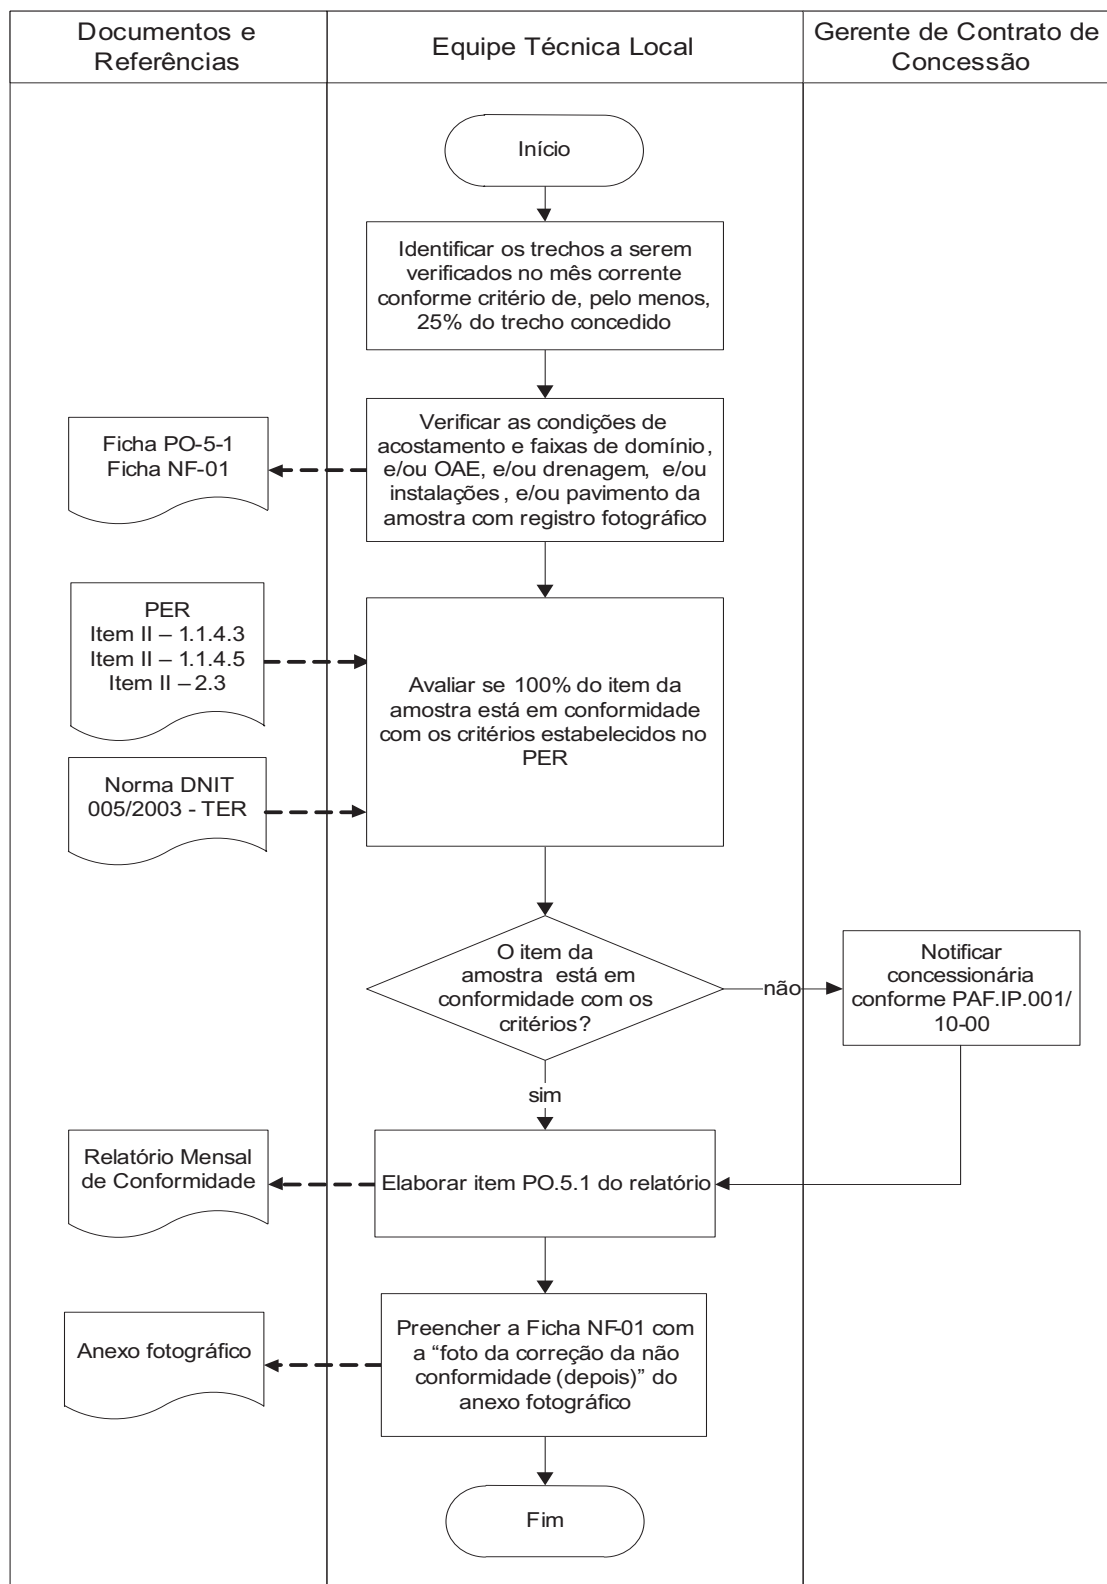 Documentos e
Referências
Equipe Técnica Local
Gerente de Contrato de
Concessão
Início
Identificar os trechos a serem
verificados no mês corrente
conforme critério de, pelo menos,
25% do trecho concedido
Ficha PO-5-1
Ficha NF-01
Verificar as condições de
acostamento e faixas de domínio,
e/ou OAE, e/ou drenagem, e/ou
instalações, e/ou pavimento da
amostra com registro fotográfico
PER
Item II – 1.1.4.3
Item II – 1.1.4.5
Item II – 2.3
Avaliar se 100% do item da
amostra está em conformidade
com os critérios estabelecidos no
PER
Norma DNIT
005/2003 - TER
O item da
amostra está em
conformidade com os
critérios?
não
Notificar
concessionária
conforme PAF.IP.001/
10-00
sim
Relatório Mensal
de Conformidade
Elaborar item PO.5.1 do relatório
Anexo fotográfico
Preencher a Ficha NF-01 com
a “foto da correção da não
conformidade (depois)” do
anexo fotográfico
Fim